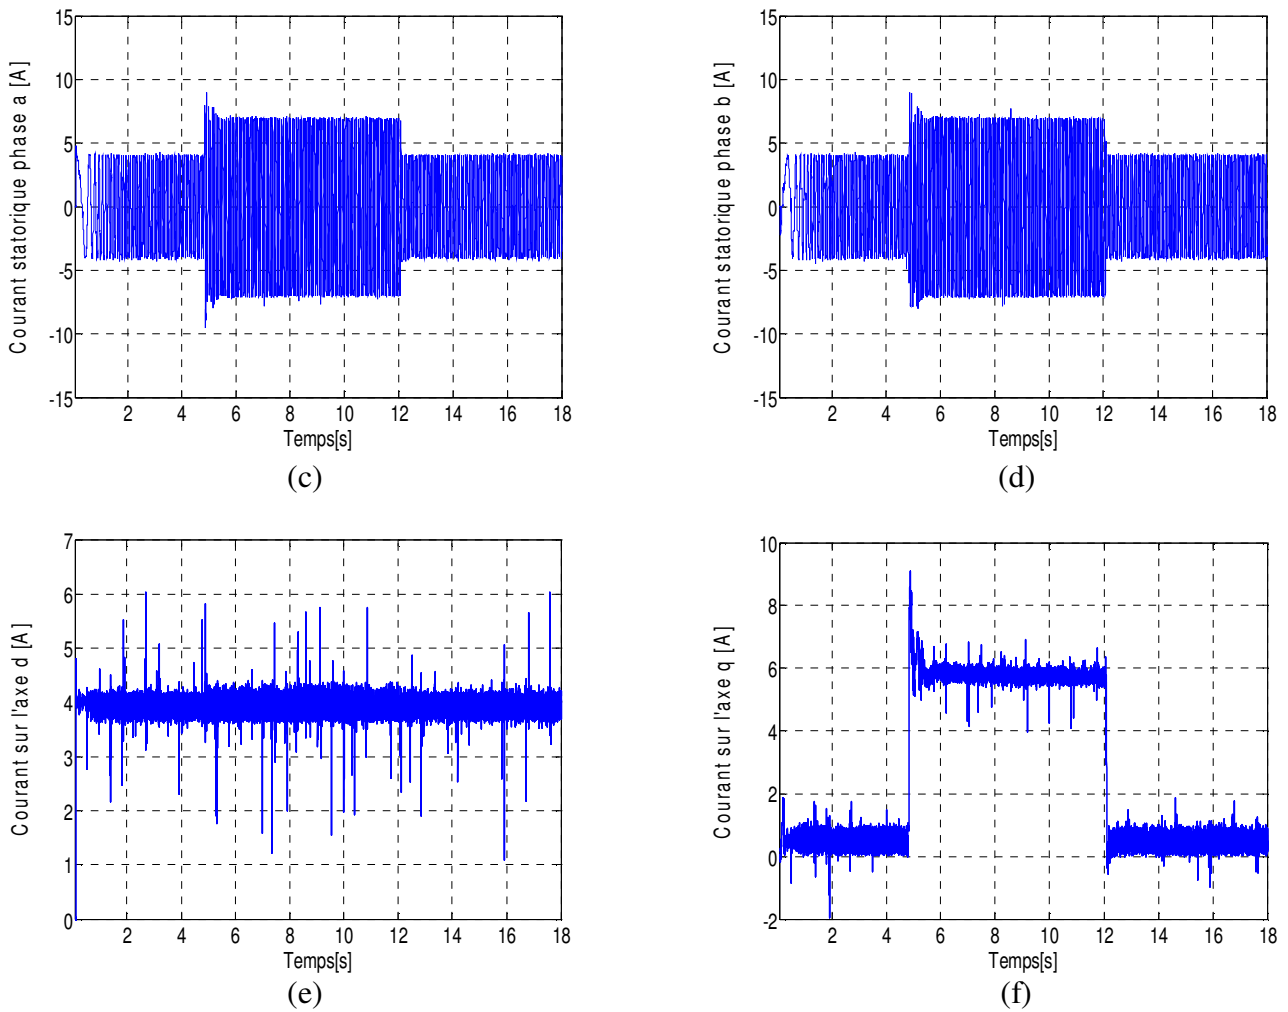 Courant statorique phase a [A]
15
10
5
0
-5
-10
-15
2 4 6 8 10 12 14 16 18
Temps[s]
(c)
Courant statorique phase b [A]
15
10
5
0
-5
-10
-15
2 4 6 8 10 12 14 16 18
Temps[s]
(d)
Courant sur l'axe d [A]
7
6
5
4
3
2
1
0
2 4 6 8 10 12 14 16 18
Temps[s]
(e)
Courant sur l'axe q [A]
10
8
6
4
2
0
-2
2 4 6 8 10 12 14 16 18
Temps[s]
(f)